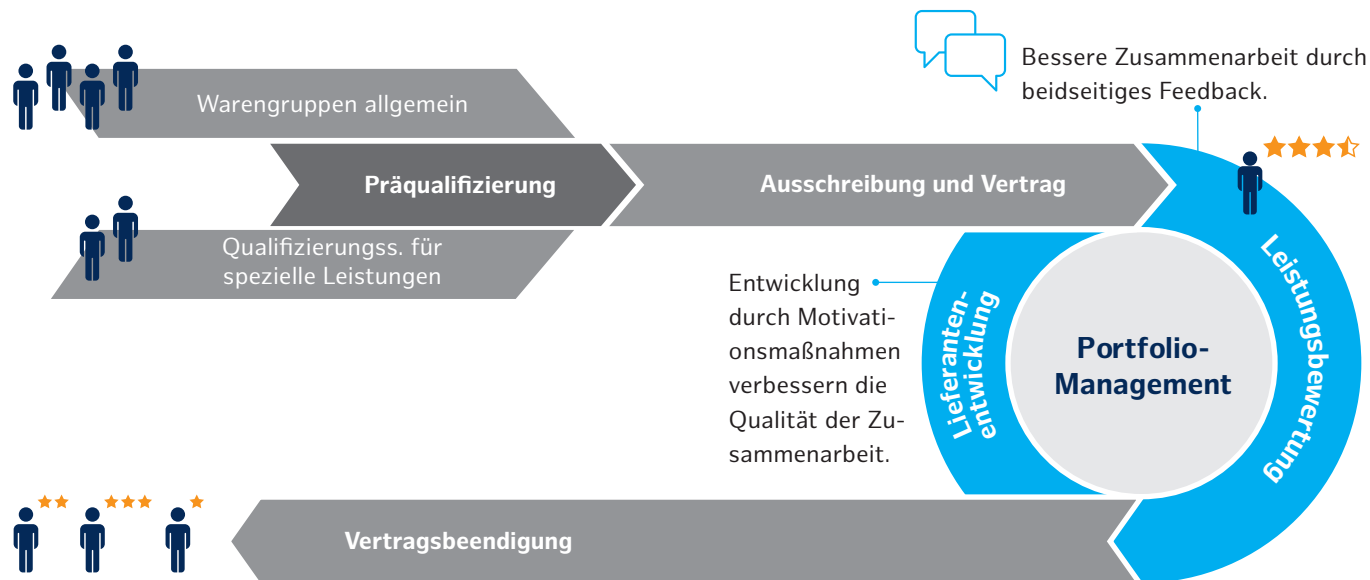 Bessere Zusammenarbeit durch
beidseitiges Feedback.
Warengruppen allgemein
Präqualifizierung
Ausschreibung und Vertrag
Qualifizierungss. für
spezielle Leistungen
Leistungsbewertung
Entwicklung
durch Motivati-
onsmaßnahmen
verbessern die
Qualität der Zu-
sammenarbeit.
Lieferanten-
entwicklung
Portfolio-
Management
Vertragsbeendigung